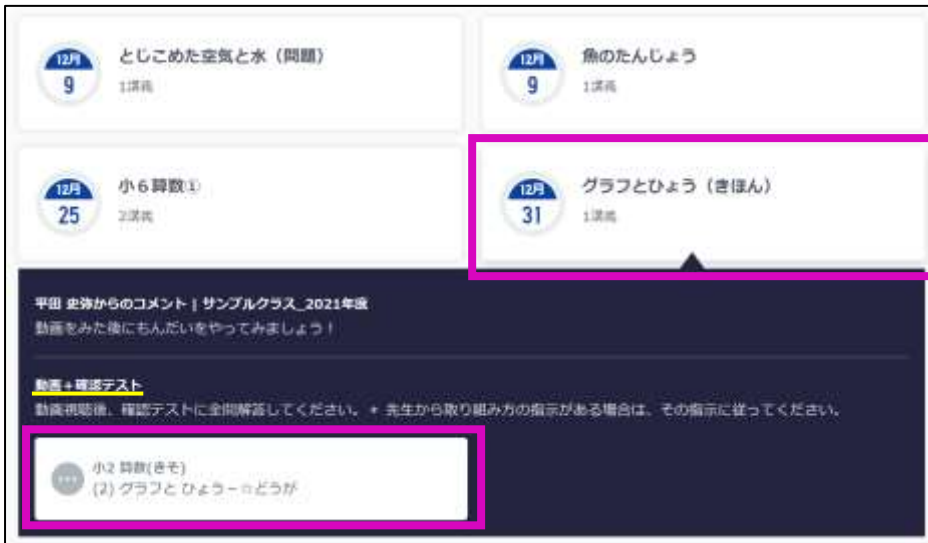 12月
9
とじこめた空気と水（問題）
1講義
12月
9
魚のたんじょう
1講義
12月
25
小６算数①
2講義
12月
31
グラフとひょう（きほん）
1講義
平田 史弥からのコメント | サンプルクラス_2021年度
動画をみた後にもんだいをやってみましょう！
動画＋確認テスト
動画視聴後、確認テストに全問解答してください。＊ 先生から取り組み方の指示がある場合は、その指示に従ってください。
小2 算数(きそ)
(2) グラフと ひょう－☆どうが